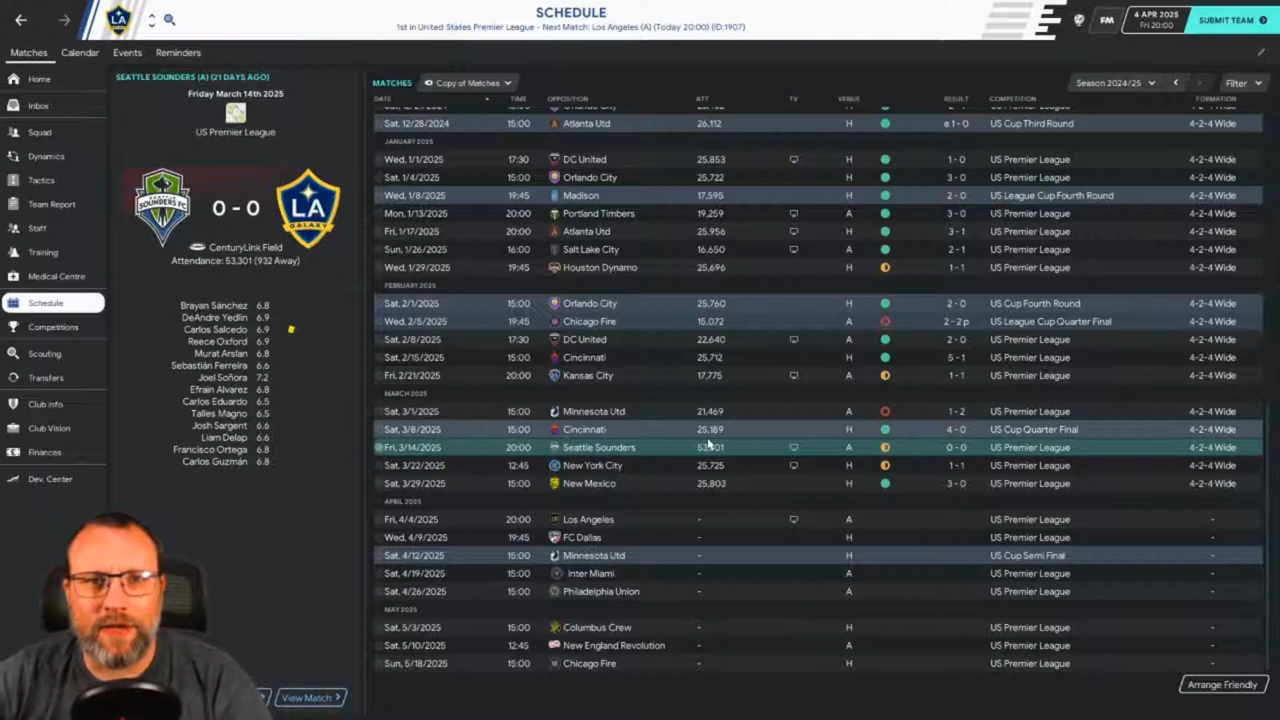 SCHEDULE
1st in United States Premier League - Next Match: Los Angeles (A) (Today 20:00) (ID:1907)
FM
4 APR 2025
Fri 20:00
SUBMIT TEAM
Matches Calendar Events Reminders
Home
Inbox
Squad
Dynamics
Tactics
Team Report
Staff
Training
Medical Centre
Schedule
Competitions
Scouting
Transfers
Club Info
Club Vision
Finances
Dev. Center
SEATTLE SOUNDERS (A) (21 DAYS AGO)
Friday March 14th 2025
US Premier League
SOUNDERS FC
0 - 0
LA
GALAXY
CenturyLink Field
Attendance: 53,301 (932 Away)
Brayan Sánchez 6.8
DeAndre Yedlin 6.9
Carlos Salcedo 6.9
Reece Oxford 6.9
Murat Arslan 6.8
Sebastián Ferreira 6.6
Joel Soñora 7.2
Efrain Alvarez 6.8
Carlos Eduardo 6.5
Talles Magno 6.5
Josh Sargent 6.6
Liam Delap 6.6
Francisco Ortega 6.8
Carlos Guzmán 6.8
View Match
MATCHES Copy of Matches Season 2024/25 Filter
DATE TIME OPPOSITION ATT TV VENUE RESULT COMPETITION FORMATION
Sat, 12/28/2024 15:00 Atlanta Utd 26,112 H e 1 - 0 US Cup Third Round 4-2-4 Wide
JANUARY 2025
Wed, 1/1/2025 17:30 DC United 25,853 H 1 - 0 US Premier League 4-2-4 Wide
Sat, 1/4/2025 15:00 Orlando City 25,722 H 3 - 0 US Premier League 4-2-4 Wide
Wed, 1/8/2025 19:45 Madison 17,595 H 2 - 0 US League Cup Fourth Round 4-2-4 Wide
Mon, 1/13/2025 20:00 Portland Timbers 19,259 A 3 - 0 US Premier League 4-2-4 Wide
Fri, 1/17/2025 20:00 Atlanta Utd 25,956 H 3 - 1 US Premier League 4-2-4 Wide
Sun, 1/26/2025 16:00 Salt Lake City 16,650 A 2 - 1 US Premier League 4-2-4 Wide
Wed, 1/29/2025 19:45 Houston Dynamo 25,696 H 1 - 1 US Premier League 4-2-4 Wide
FEBRUARY 2025
Sat, 2/1/2025 15:00 Orlando City 25,760 H 2 - 0 US Cup Fourth Round 4-2-4 Wide
Wed, 2/5/2025 19:45 Chicago Fire 15,072 A 2 - 2 p US League Cup Quarter Final 4-2-4 Wide
Sat, 2/8/2025 17:30 DC United 22,640 A 2 - 0 US Premier League 4-2-4 Wide
Sat, 2/15/2025 15:00 Cincinnati 25,712 H 5 - 1 US Premier League 4-2-4 Wide
Fri, 2/21/2025 20:00 Kansas City 17,775 A 1 - 1 US Premier League 4-2-4 Wide
MARCH 2025
Sat, 3/1/2025 15:00 Minnesota Utd 21,469 A 1 - 2 US Premier League 4-2-4 Wide
Sat, 3/8/2025 15:00 Cincinnati 25,189 H 4 - 0 US Cup Quarter Final 4-2-4 Wide
Fri, 3/14/2025 20:00 Seattle Sounders 53,301 A 0 - 0 US Premier League 4-2-4 Wide
Sat, 3/22/2025 12:45 New York City 25,725 H 1 - 1 US Premier League 4-2-4 Wide
Sat, 3/29/2025 15:00 New Mexico 25,803 H 3 - 0 US Premier League 4-2-4 Wide
APRIL 2025
Fri, 4/4/2025 20:00 Los Angeles - A US Premier League -
Wed, 4/9/2025 19:45 FC Dallas - H US Premier League -
Sat, 4/12/2025 15:00 Minnesota Utd - H US Cup Semi Final -
Sat, 4/19/2025 15:00 Inter Miami - A US Premier League -
Sat, 4/26/2025 15:00 Philadelphia Union - A US Premier League -
MAY 2025
Sat, 5/3/2025 15:00 Columbus Crew - H US Premier League -
Sat, 5/10/2025 12:45 New England Revolution - A US Premier League -
Sun, 5/18/2025 15:00 Chicago Fire - H US Premier League -
Arrange Friendly